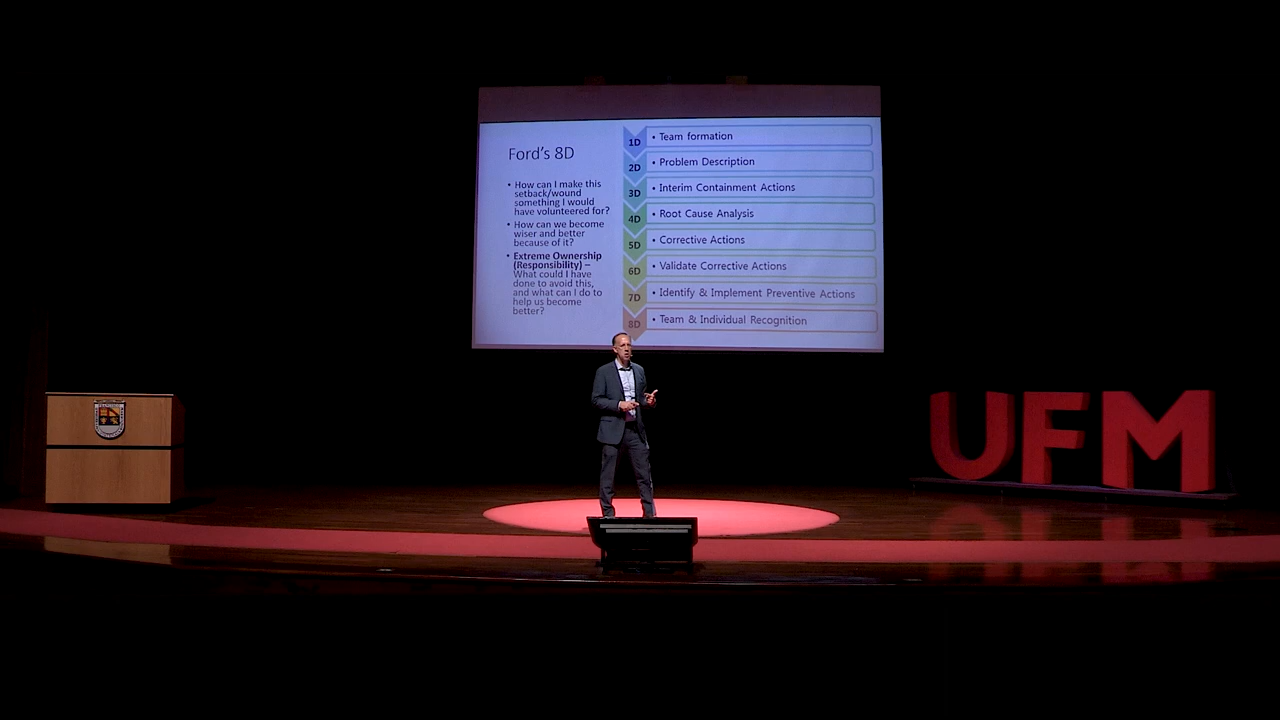 Ford's 8D
• How can I make this
setback/wound
something I would
have volunteered for?
• How can we become
wiser and better
because of it?
• Extreme Ownership
(Responsibility) –
What could I have
done to avoid this,
and what can I do to
help us become
better?
1D • Team formation
2D • Problem Description
3D • Interim Containment Actions
4D • Root Cause Analysis
5D • Corrective Actions
6D • Validate Corrective Actions
7D • Identify & Implement Preventive Actions
8D • Team & Individual Recognition
UFM